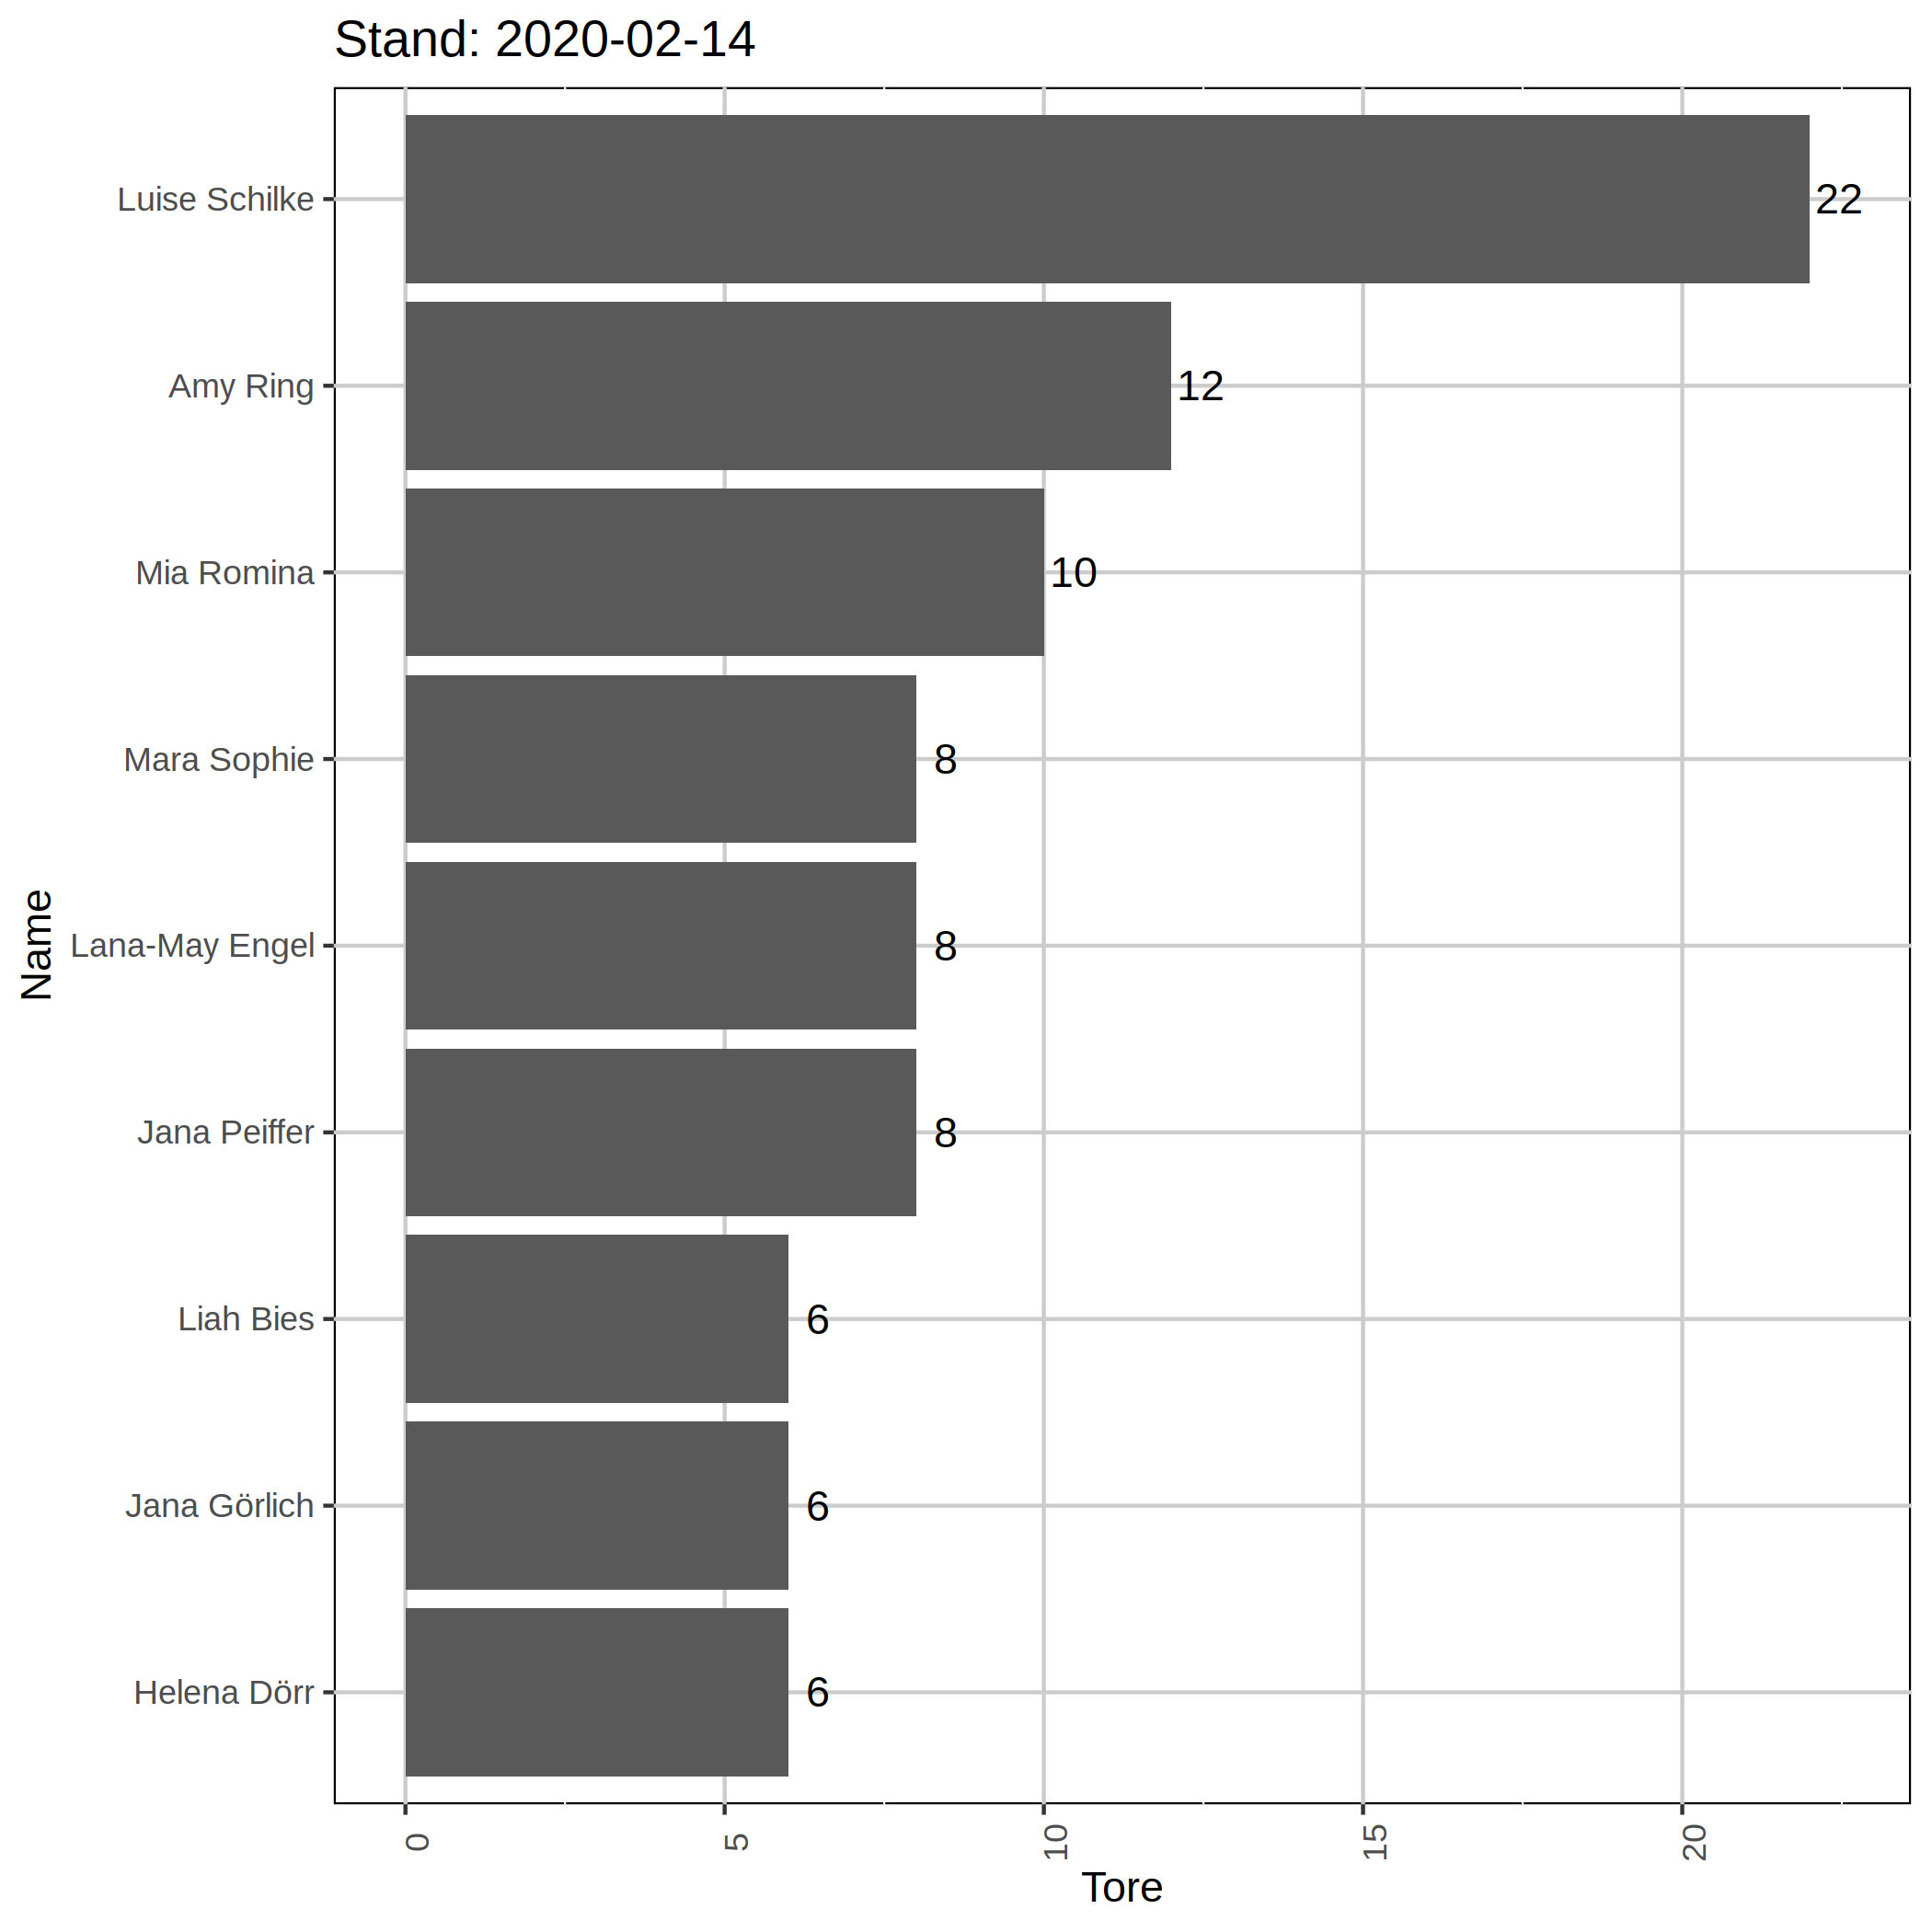 Stand: 2020-02-14
Luise Schilke 22
Amy Ring 12
Mia Romina 10
Mara Sophie 8
Lana-May Engel 8
Jana Peiffer 8
Liah Bies 6
Jana Görlich 6
Helena Dörr 6
Name
0 5 10 15 20
Tore